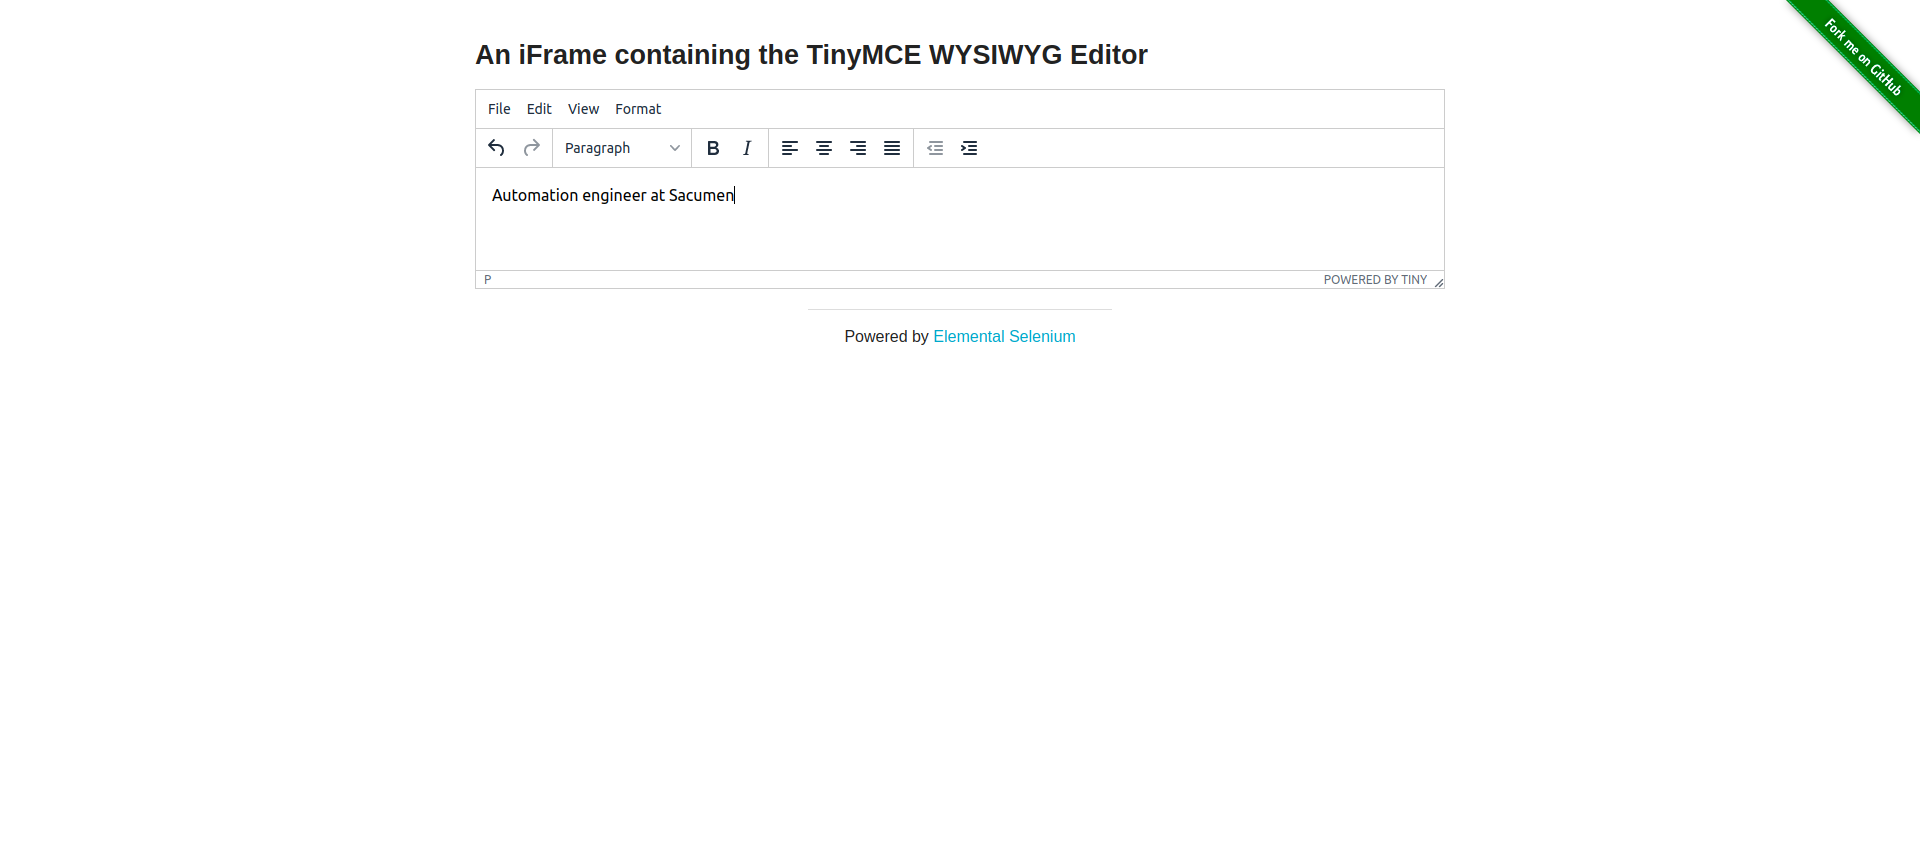 Fork me on GitHub
An iFrame containing the TinyMCE WYSIWYG Editor
File Edit View Format
Paragraph B I
Automation engineer at Sacumen
P POWERED BY TINY
Powered by Elemental Selenium